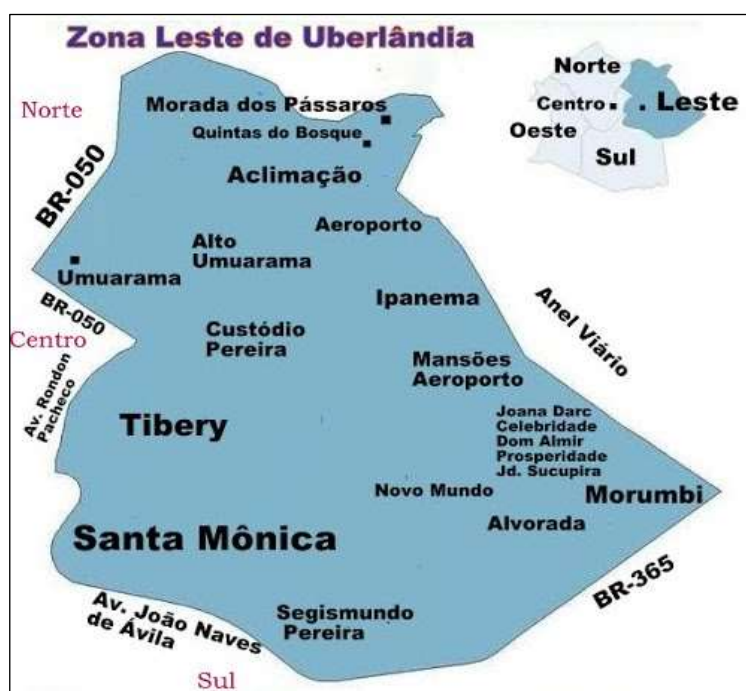 Zona Leste de Uberlândia
Norte
Centro
Leste
Oeste
Sul
Norte
Morada dos Pássaros
Quintas do Bosque
BR-050
Aclimação
Aeroporto
Alto
Umuarama
Umuarama
BR-050
Ipanema
Anel Viário
Centro
Custódio
Pereira
Mansões
Aeroporto
Av. Rondon
Pacheco
Tibery
Joana Darc
Celebridade
Dom Almir
Prosperidade
Jd. Sucupira
Novo Mundo
Morumbi
Alvorada
Santa Mônica
BR-365
Av. João Naves
de Ávila
Segismundo
Pereira
Sul